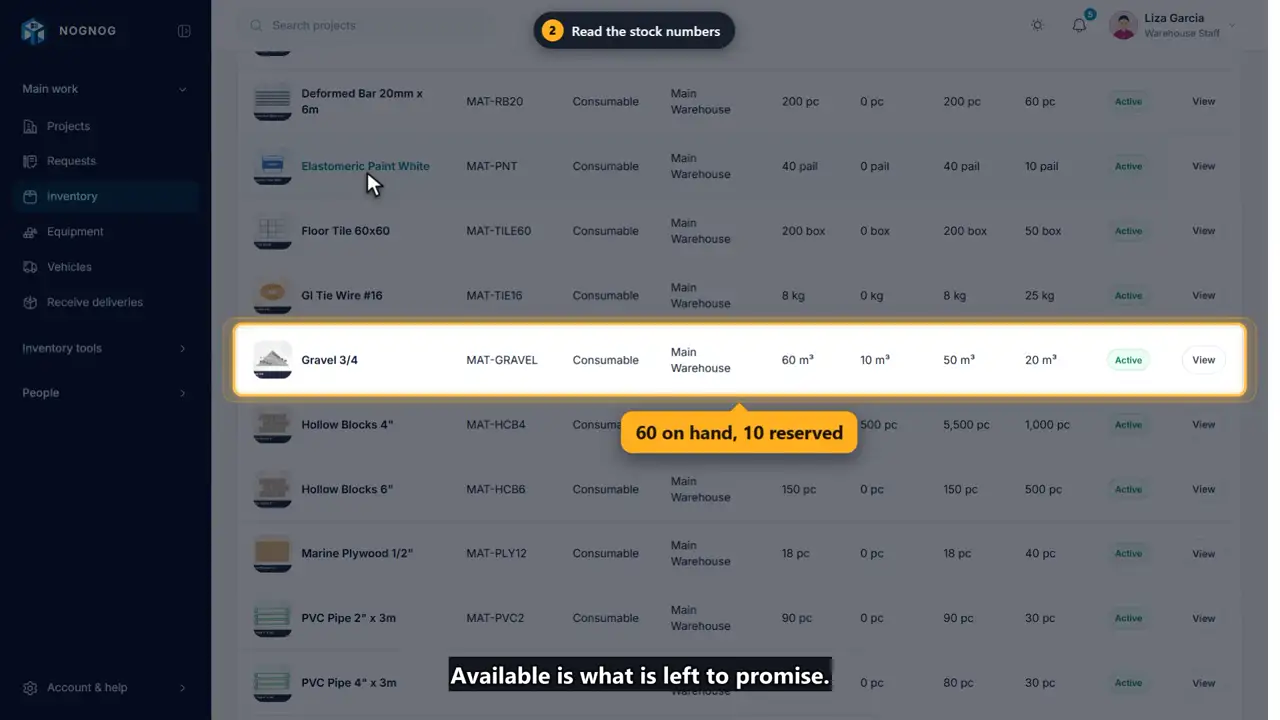 NOGNOG
Search projects
2 Read the stock numbers
5
Liza Garcia
Warehouse Staff
Main work
Projects
Requests
Inventory
Equipment
Vehicles
Receive deliveries
Inventory tools
People
Account & help
Deformed Bar 20mm x
6m
MAT-RB20
Consumable
Main
Warehouse
200 pc
0 pc
200 pc
60 pc
Active
View
Elastomeric Paint White
MAT-PNT
Consumable
Main
Warehouse
40 pail
0 pail
40 pail
10 pail
Active
View
Floor Tile 60x60
MAT-TILE60
Consumable
Main
Warehouse
200 box
0 box
200 box
50 box
Active
View
GI Tie Wire #16
MAT-TIE16
Consumable
Main
Warehouse
8 kg
0 kg
8 kg
25 kg
Active
View
Gravel 3/4
MAT-GRAVEL
Consumable
Main
Warehouse
60 m³
10 m³
50 m³
20 m³
Active
View
60 on hand, 10 reserved
Hollow Blocks 4"
MAT-HCB4
Consuma
500 pc
5,500 pc
1,000 pc
Active
View
Hollow Blocks 6"
MAT-HCB6
Consumable
Main
Warehouse
150 pc
0 pc
150 pc
500 pc
Active
View
Marine Plywood 1/2"
MAT-PLY12
Consumable
Main
Warehouse
18 pc
0 pc
18 pc
40 pc
Active
View
PVC Pipe 2" x 3m
MAT-PVC2
Consumable
Main
Warehouse
90 pc
0 pc
90 pc
30 pc
Active
View
PVC Pipe 4" x 3m
0 pc
80 pc
30 pc
Active
View
Available is what is left to promise.